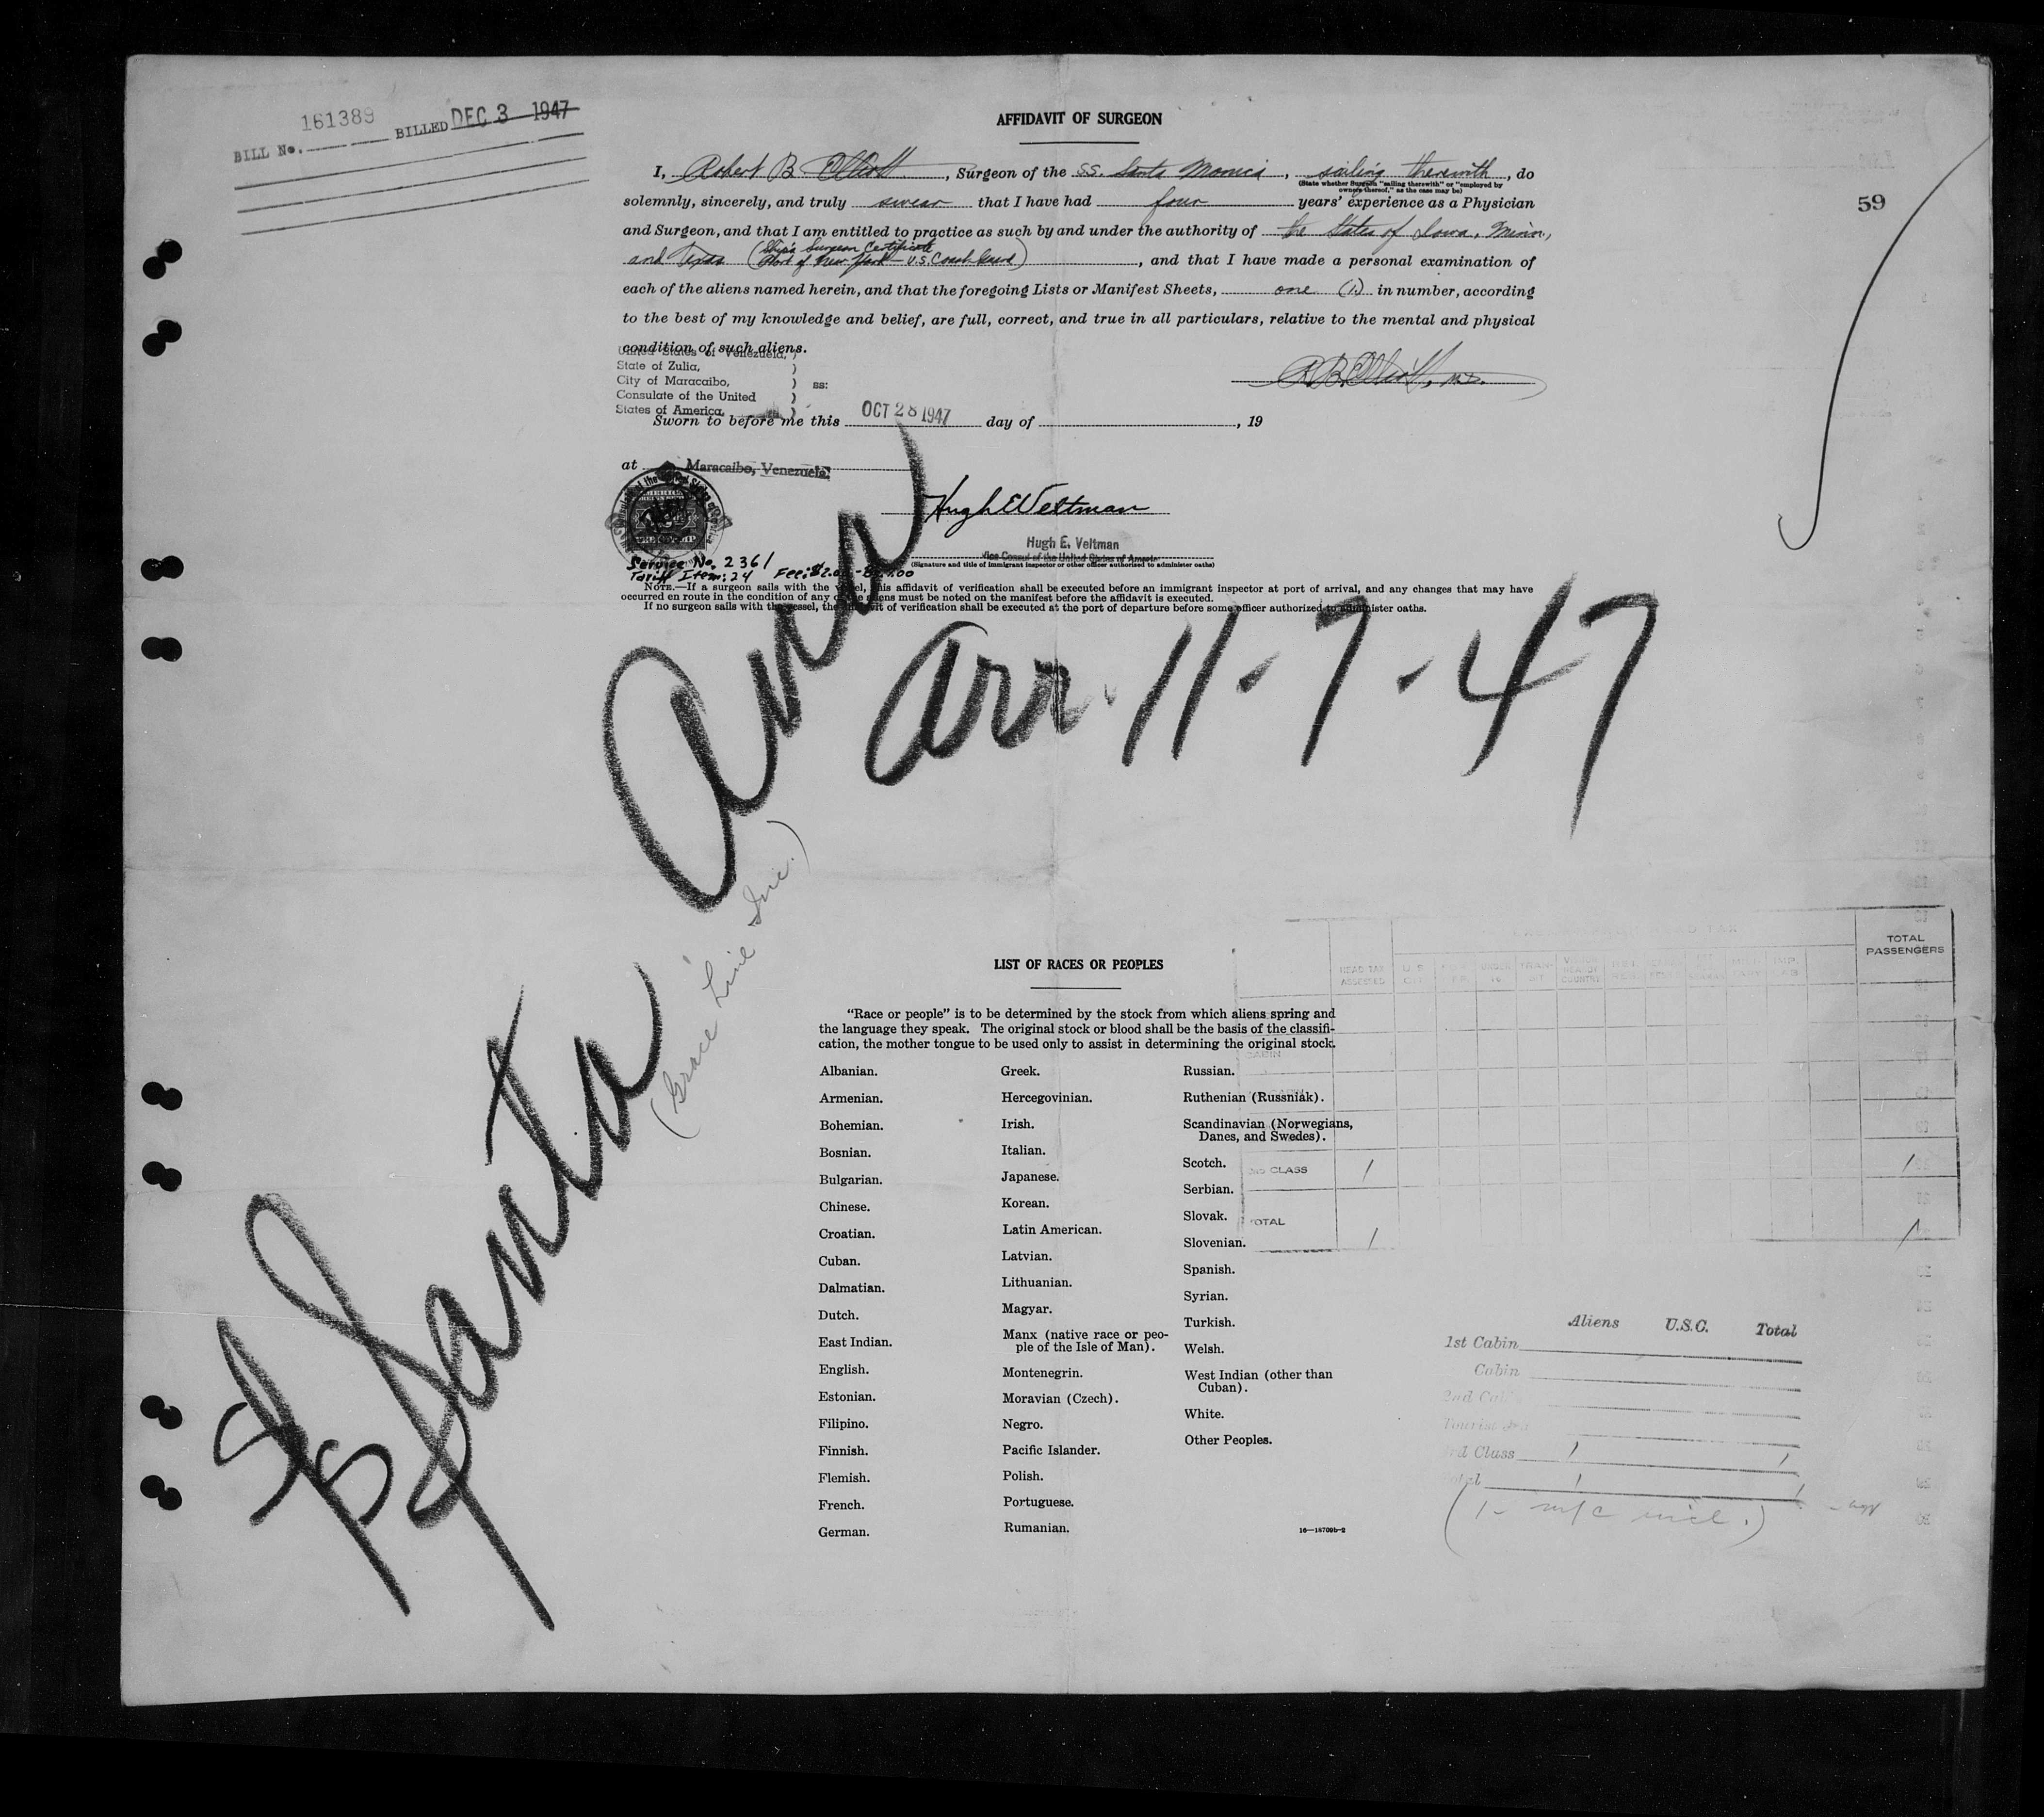 161389
BILL No. BILLED DEC 3 1947
59
AFFIDAVIT OF SURGEON
I, Robert B Elliott, Surgeon of the SS. Santa Monica, sailing therewith, do
(State whether Surgeon "sailing therewith" or "employed by
owners thereof," as the case may be)
solemnly, sincerely, and truly swear that I have had four years' experience as a Physician
and Surgeon, and that I am entitled to practice as such by and under the authority of the States of Iowa, Minn.,
and Texas (Ship's Surgeon Certificate
Port of New York - U.S. Coast Guard), and that I have made a personal examination of
each of the aliens named herein, and that the foregoing Lists or Manifest Sheets, one (1) in number, according
to the best of my knowledge and belief, are full, correct, and true in all particulars, relative to the mental and physical
condition of such aliens.
United States of Venezuela, )
State of Zulia, )
City of Maracaibo, ) ss:
Consulate of the United )
States of America, )
R.B. Elliott, M.D.
Sworn to before me this OCT 28 1947 day of , 19
at Maracaibo, Venezuela
Hugh E Veltman
Hugh E. Veltman
Vice Consul of the United States of America
(Signature and title of immigrant inspector or other officer authorized to administer oaths)
Service No. 2361
Tariff Item: 24 Fee: $2.00
NOTE.—If a surgeon sails with the vessel, this affidavit of verification shall be executed before an immigrant inspector at port of arrival, and any changes that may have
occurred en route in the condition of any of the aliens must be noted on the manifest before the affidavit is executed.
If no surgeon sails with the vessel, the affidavit of verification shall be executed at the port of departure before some officer authorized to administer oaths.
SS Santa Ana
arr. 11-7-47
(Grace Line Inc.)
LIST OF RACES OR PEOPLES
"Race or people" is to be determined by the stock from which aliens spring and
the language they speak. The original stock or blood shall be the basis of the classifi-
cation, the mother tongue to be used only to assist in determining the original stock.
Albanian.
Armenian.
Bohemian.
Bosnian.
Bulgarian.
Chinese.
Croatian.
Cuban.
Dalmatian.
Dutch.
East Indian.
English.
Estonian.
Filipino.
Finnish.
Flemish.
French.
German.
Greek.
Hercegovinian.
Irish.
Italian.
Japanese.
Korean.
Latin American.
Latvian.
Lithuanian.
Magyar.
Manx (native race or peo-
ple of the Isle of Man).
Montenegrin.
Moravian (Czech).
Negro.
Pacific Islander.
Polish.
Portuguese.
Rumanian.
Russian.
Ruthenian (Russniak).
Scandinavian (Norwegians,
Danes, and Swedes).
Scotch.
Serbian.
Slovak.
Slovenian.
Spanish.
Syrian.
Turkish.
Welsh.
West Indian (other than
Cuban).
White.
Other Peoples.
16—18709b-2
TOTAL
PASSENGERS
HEAD TAX
ASSESSED
CABIN
CLASS 1 1
TOTAL 1 1
Aliens U.S.C. Total
1st Cabin
Cabin
2nd
Tourist
3rd Class 1 1
Total 1 1
(1- m/c incl.)